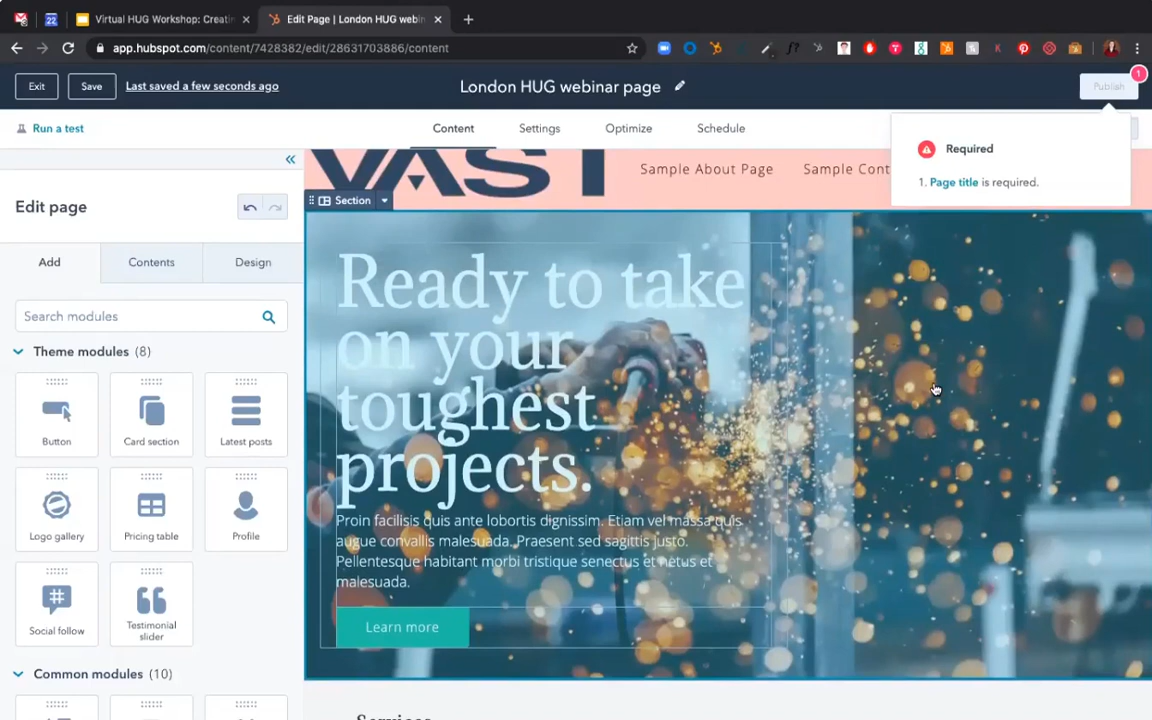 22
Virtual HUG Workshop: Creatin
Edit Page | London HUG webin
app.hubspot.com/content/7428382/edit/28631703886/content
Exit
Save
Last saved a few seconds ago
London HUG webinar page
Publish
1
Run a test
Content
Settings
Optimize
Schedule
Required
1. Page title is required.
VAST
Sample About Page
Sample Cont
Section
Edit page
Add
Contents
Design
Search modules
Theme modules (8)
Button
Card section
Latest posts
Logo gallery
Pricing table
Profile
Social follow
Testimonial
slider
Common modules (10)
Ready to take
on your
toughest
projects.
Proin facilisis quis ante lobortis dignissim. Etiam vel massa quis
augue convallis malesuada. Praesent sed sagittis justo.
Pellentesque habitant morbi tristique senectus et netus et
malesuada.
Learn more
Services